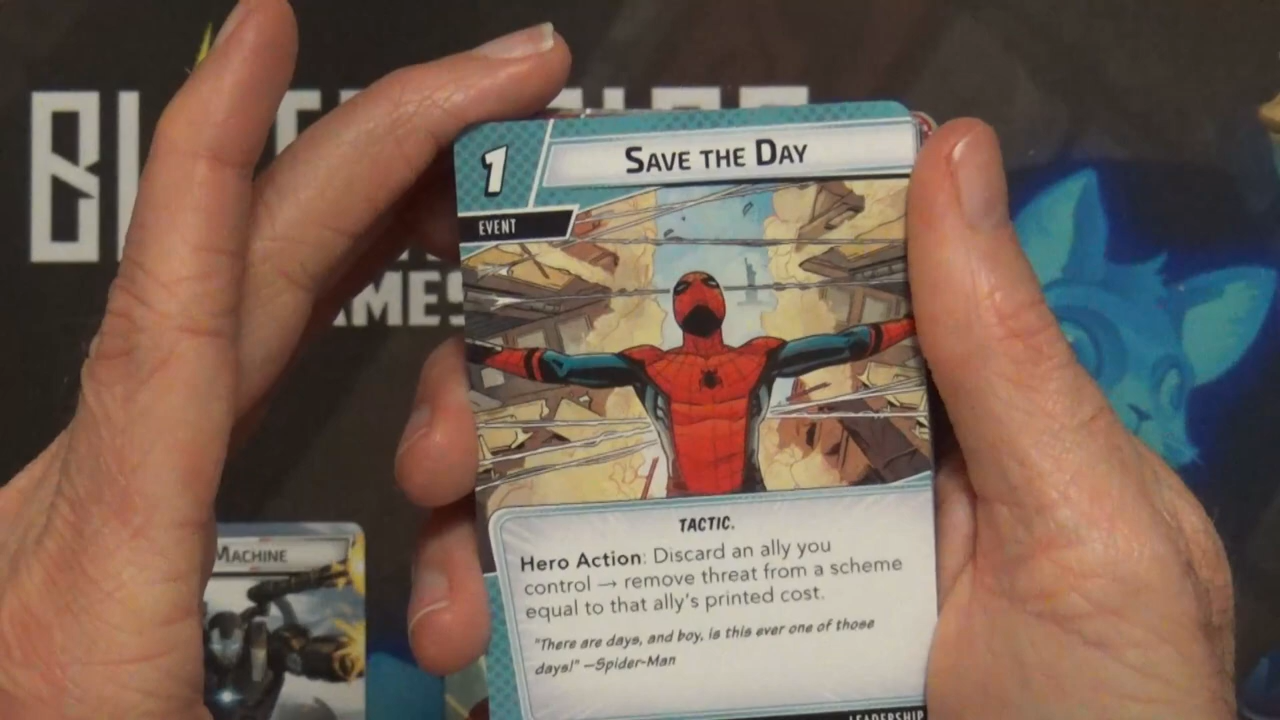 SAVE THE DAY
1
EVENT
TACTIC.
Hero Action: Discard an ally you
control → remove threat from a scheme
equal to that ally's printed cost.
"There are days, and boy, is this ever one of those
days!" —Spider-Man
LEADERSHIP
MACHINE